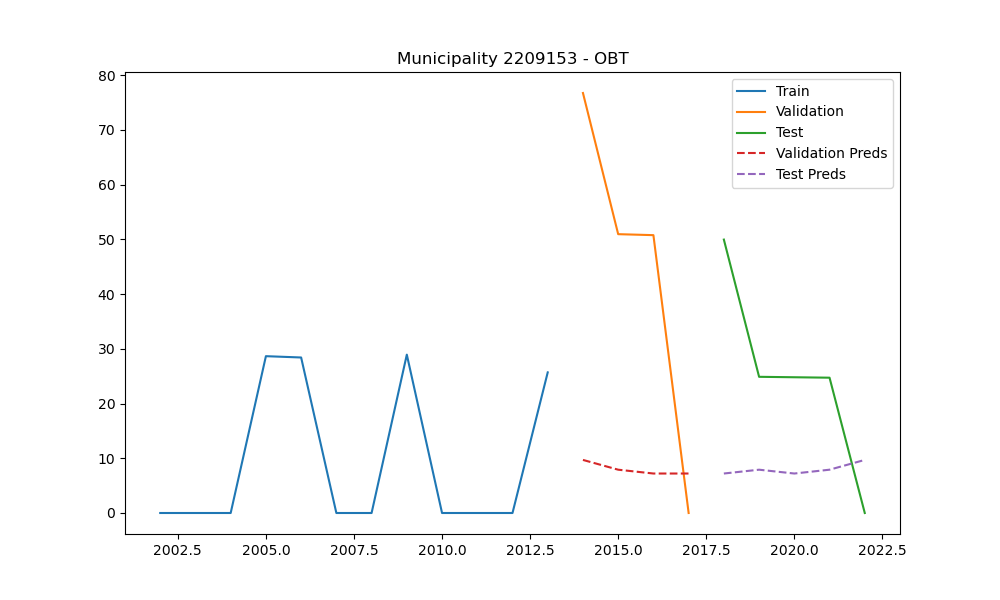 Municipality 2209153 - OBT
80
70
60
50
40
30
20
10
0
2002.5 2005.0 2007.5 2010.0 2012.5 2015.0 2017.5 2020.0 2022.5
Train
Validation
Test
Validation Preds
Test Preds